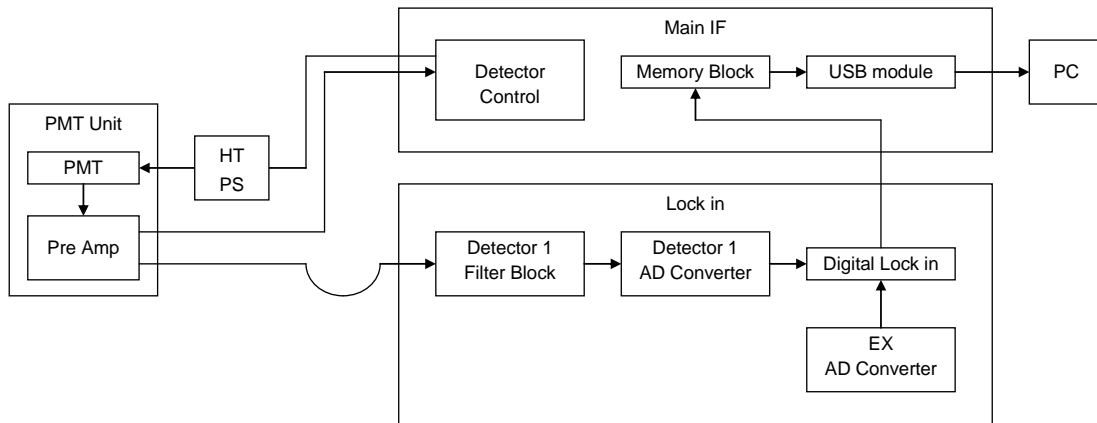 Main IF
Detector
Control
Memory Block
USB module
PC
PMT Unit
PMT
HT
PS
Pre Amp
Lock in
Detector 1
Filter Block
Detector 1
AD Converter
Digital Lock in
EX
AD Converter